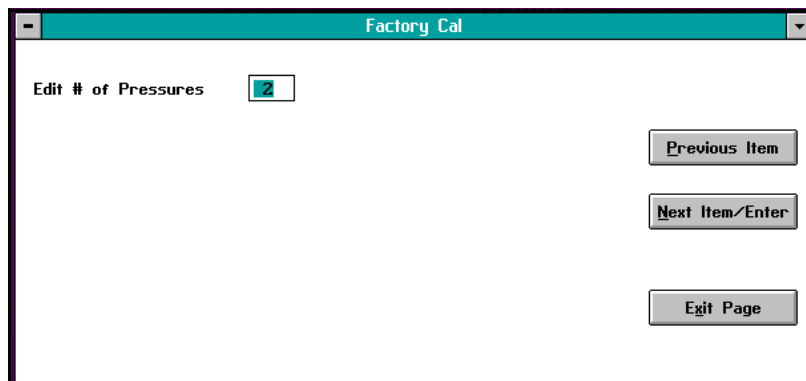 Factory Cal
Edit # of Pressures 2
Previous Item
Next Item/Enter
Exit Page